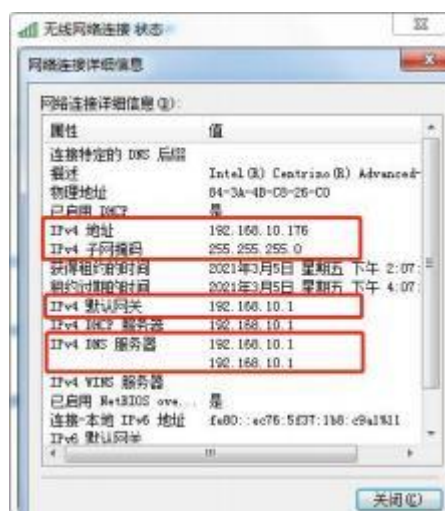 无线网络连接 状态
网络连接详细信息
网络连接详细信息(D):
属性 值
连接特定的 DNS 后缀
描述 Intel(R) Centrino(R) Advanced-
物理地址 84-3A-4B-C8-26-C0
已启用 DHCP 是
IPv4 地址 192.168.10.176
IPv4 子网掩码 255.255.255.0
获得租约的时间 2021年3月5日 星期五 下午 2:07:
租约过期的时间 2021年3月5日 星期五 下午 4:07:
IPv4 默认网关 192.168.10.1
IPv4 DHCP 服务器 192.168.10.1
IPv4 DNS 服务器 192.168.10.1
192.168.10.1
IPv4 WINS 服务器
已启用 NetBIOS ove... 是
连接-本地 IPv6 地址 fe80::ec76:5f37:1b8:c9a1%11
IPv6 默认网关
关闭(C)